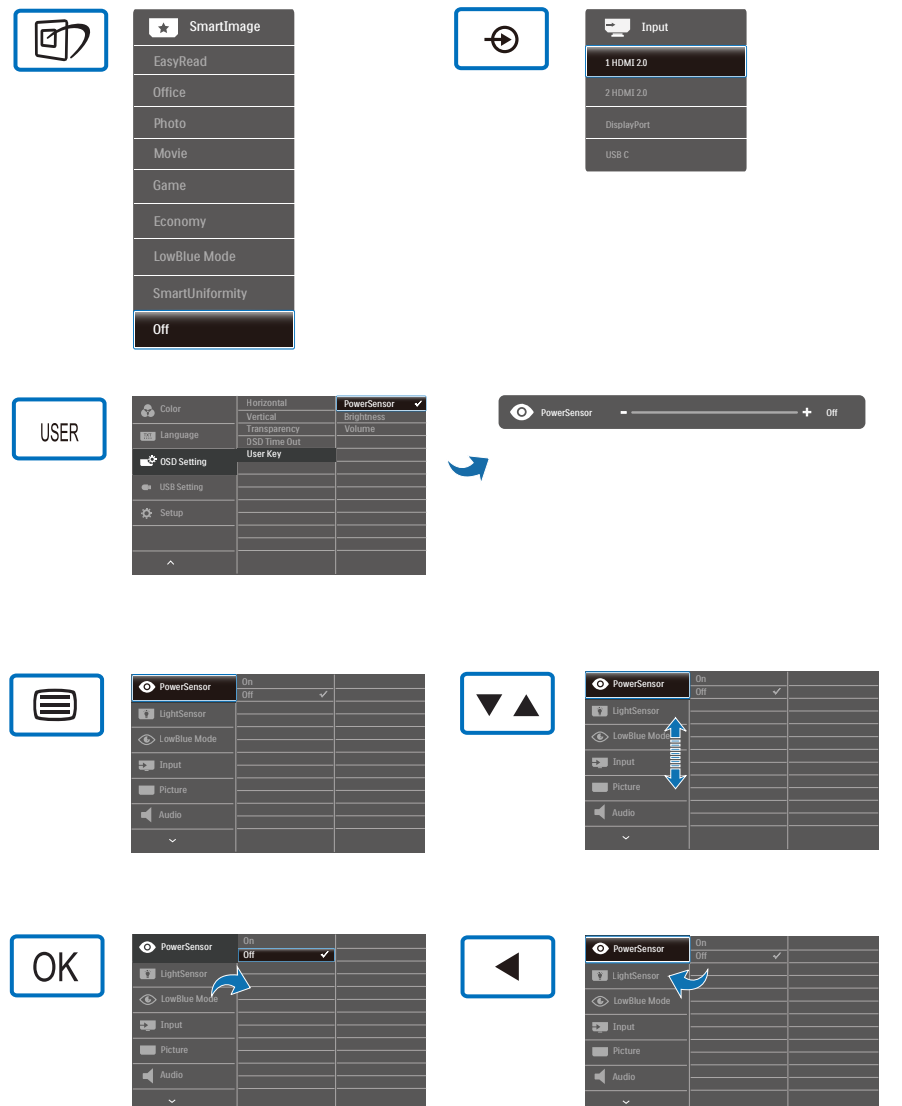 SmartImage
EasyRead
Office
Photo
Movie
Game
Economy
LowBlue Mode
SmartUniformity
Off
Input
1 HDMI 2.0
2 HDMI 2.0
DisplayPort
USB C
USER
Color
Language
OSD Setting
USB Setting
Setup
Horizontal
Vertical
Transparency
OSD Time Out
User Key
PowerSensor
Brightness
Volume
PowerSensor - + Off
PowerSensor
LightSensor
LowBlue Mode
Input
Picture
Audio
On
Off
PowerSensor
LightSensor
LowBlue Mode
Input
Picture
Audio
On
Off
OK
PowerSensor
LightSensor
LowBlue Mode
Input
Picture
Audio
On
Off
PowerSensor
LightSensor
LowBlue Mode
Input
Picture
Audio
On
Off